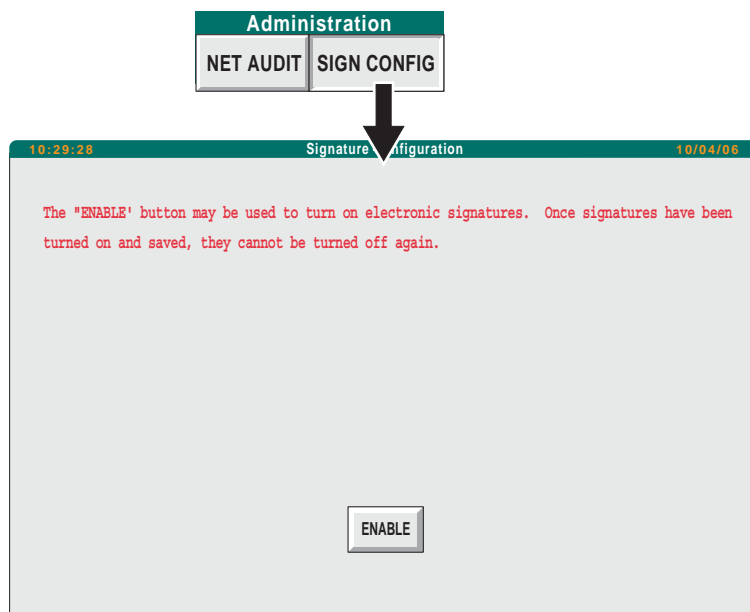 Administration
NET AUDIT SIGN CONFIG
10:29:28 Signature nfiguration 10/04/06
The "ENABLE' button may be used to turn on electronic signatures. Once signatures have been
turned on and saved, they cannot be turned off again.
ENABLE